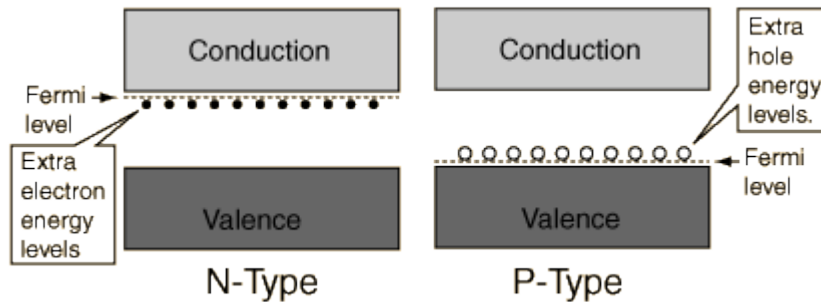 Conduction
Fermi
level
Extra
electron
energy
levels
Valence
N-Type
Conduction
Extra
hole
energy
levels.
Fermi
level
Valence
P-Type